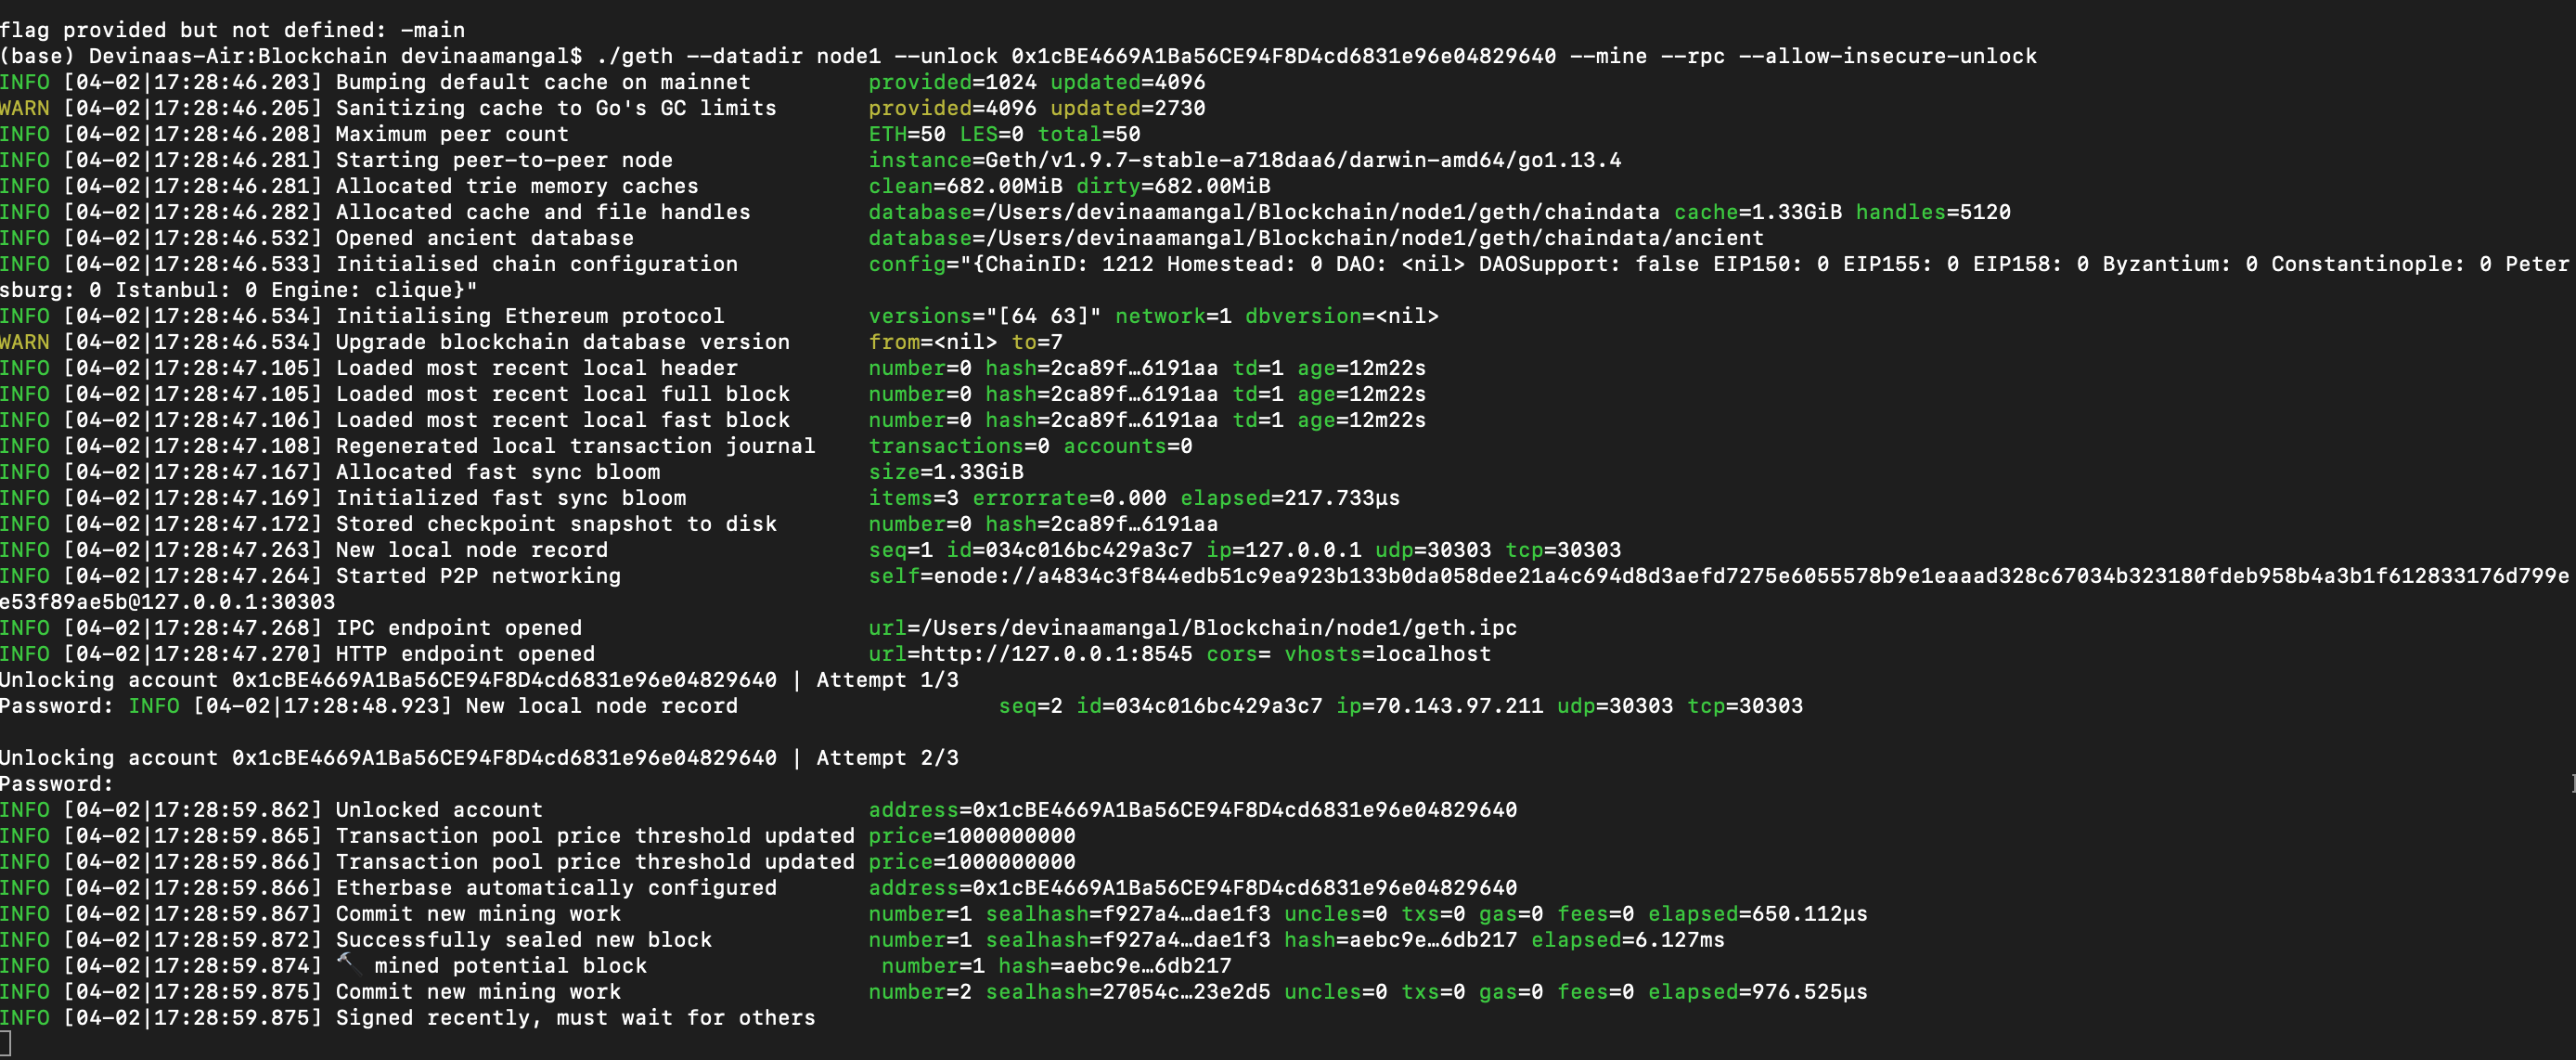 flag provided but not defined: -main
(base) Devinaas-Air:Blockchain devinaamangal$ ./geth --datadir node1 --unlock 0x1cBE4669A1Ba56CE94F8D4cd6831e96e04829640 --mine --rpc --allow-insecure-unlock
INFO [04-02|17:28:46.203] Bumping default cache on mainnet         provided=1024 updated=4096
WARN [04-02|17:28:46.205] Sanitizing cache to Go's GC limits       provided=4096 updated=2730
INFO [04-02|17:28:46.208] Maximum peer count                       ETH=50 LES=0 total=50
INFO [04-02|17:28:46.281] Starting peer-to-peer node               instance=Geth/v1.9.7-stable-a718daa6/darwin-amd64/go1.13.4
INFO [04-02|17:28:46.281] Allocated trie memory caches             clean=682.00MiB dirty=682.00MiB
INFO [04-02|17:28:46.282] Allocated cache and file handles         database=/Users/devinaamangal/Blockchain/node1/geth/chaindata cache=1.33GiB handles=5120
INFO [04-02|17:28:46.532] Opened ancient database                  database=/Users/devinaamangal/Blockchain/node1/geth/chaindata/ancient
INFO [04-02|17:28:46.533] Initialised chain configuration          config="{ChainID: 1212 Homestead: 0 DAO: <nil> DAOSupport: false EIP150: 0 EIP155: 0 EIP158: 0 Byzantium: 0 Constantinople: 0 Peter
sburg: 0 Istanbul: 0 Engine: clique}"
INFO [04-02|17:28:46.534] Initialising Ethereum protocol           versions="[64 63]" network=1 dbversion=<nil>
WARN [04-02|17:28:46.534] Upgrade blockchain database version      from=<nil> to=7
INFO [04-02|17:28:47.105] Loaded most recent local header          number=0 hash=2ca89f…6191aa td=1 age=12m22s
INFO [04-02|17:28:47.105] Loaded most recent local full block      number=0 hash=2ca89f…6191aa td=1 age=12m22s
INFO [04-02|17:28:47.106] Loaded most recent local fast block      number=0 hash=2ca89f…6191aa td=1 age=12m22s
INFO [04-02|17:28:47.108] Regenerated local transaction journal    transactions=0 accounts=0
INFO [04-02|17:28:47.167] Allocated fast sync bloom                size=1.33GiB
INFO [04-02|17:28:47.169] Initialized fast sync bloom              items=3 errorrate=0.000 elapsed=217.733µs
INFO [04-02|17:28:47.172] Stored checkpoint snapshot to disk       number=0 hash=2ca89f…6191aa
INFO [04-02|17:28:47.263] New local node record                    seq=1 id=034c016bc429a3c7 ip=127.0.0.1 udp=30303 tcp=30303
INFO [04-02|17:28:47.264] Started P2P networking                   self=enode://a4834c3f844edb51c9ea923b133b0da058dee21a4c694d8d3aefd7275e6055578b9e1eaaad328c67034b323180fdeb958b4a3b1f612833176d799e
e53f89ae5b@127.0.0.1:30303
INFO [04-02|17:28:47.268] IPC endpoint opened                      url=/Users/devinaamangal/Blockchain/node1/geth.ipc
INFO [04-02|17:28:47.270] HTTP endpoint opened                     url=http://127.0.0.1:8545 cors= vhosts=localhost
Unlocking account 0x1cBE4669A1Ba56CE94F8D4cd6831e96e04829640 | Attempt 1/3
Password: INFO [04-02|17:28:48.923] New local node record                    seq=2 id=034c016bc429a3c7 ip=70.143.97.211 udp=30303 tcp=30303
Unlocking account 0x1cBE4669A1Ba56CE94F8D4cd6831e96e04829640 | Attempt 2/3
Password:
INFO [04-02|17:28:59.862] Unlocked account                         address=0x1cBE4669A1Ba56CE94F8D4cd6831e96e04829640
INFO [04-02|17:28:59.865] Transaction pool price threshold updated price=1000000000
INFO [04-02|17:28:59.866] Transaction pool price threshold updated price=1000000000
INFO [04-02|17:28:59.866] Etherbase automatically configured       address=0x1cBE4669A1Ba56CE94F8D4cd6831e96e04829640
INFO [04-02|17:28:59.867] Commit new mining work                   number=1 sealhash=f927a4…dae1f3 uncles=0 txs=0 gas=0 fees=0 elapsed=650.112µs
INFO [04-02|17:28:59.872] Successfully sealed new block            number=1 sealhash=f927a4…dae1f3 hash=aebc9e…6db217 elapsed=6.127ms
INFO [04-02|17:28:59.874] 🔨 mined potential block                  number=1 hash=aebc9e…6db217
INFO [04-02|17:28:59.875] Commit new mining work                   number=2 sealhash=27054c…23e2d5 uncles=0 txs=0 gas=0 fees=0 elapsed=976.525µs
INFO [04-02|17:28:59.875] Signed recently, must wait for others